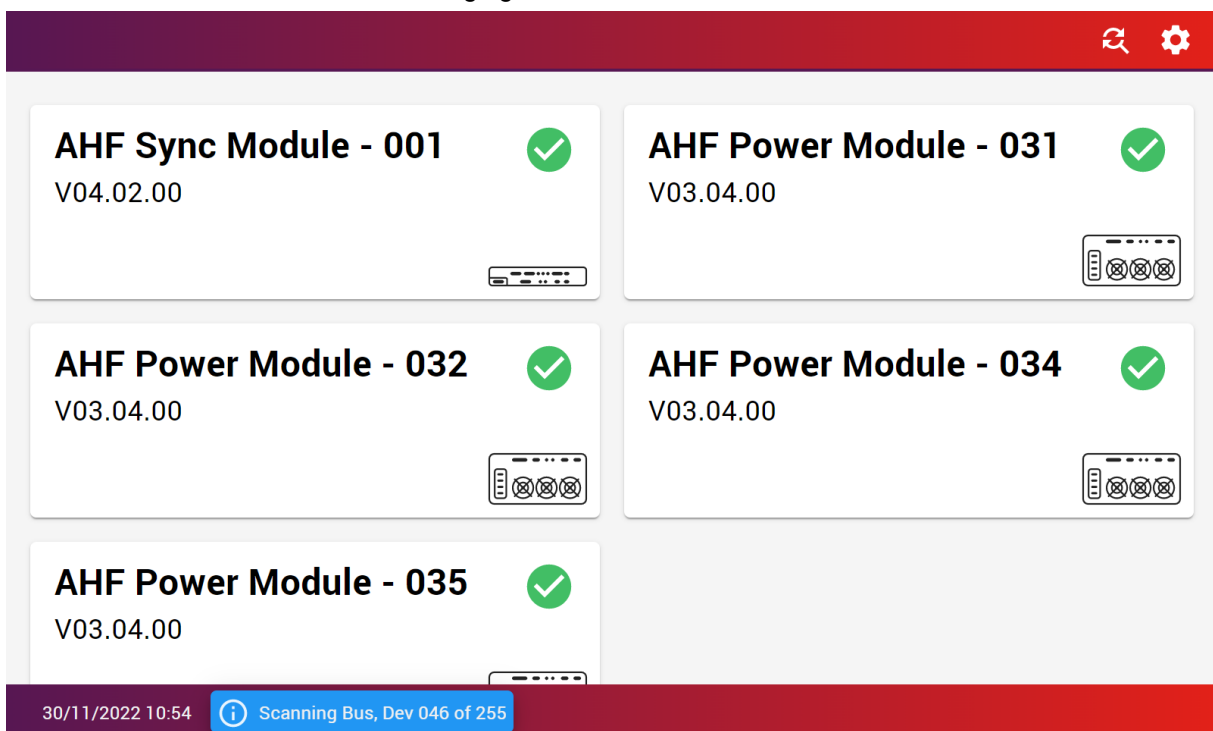 AHF Sync Module - 001
V04.02.00
AHF Power Module - 031
V03.04.00
AHF Power Module - 032
V03.04.00
AHF Power Module - 034
V03.04.00
AHF Power Module - 035
V03.04.00
30/11/2022 10:54
Scanning Bus, Dev 046 of 255